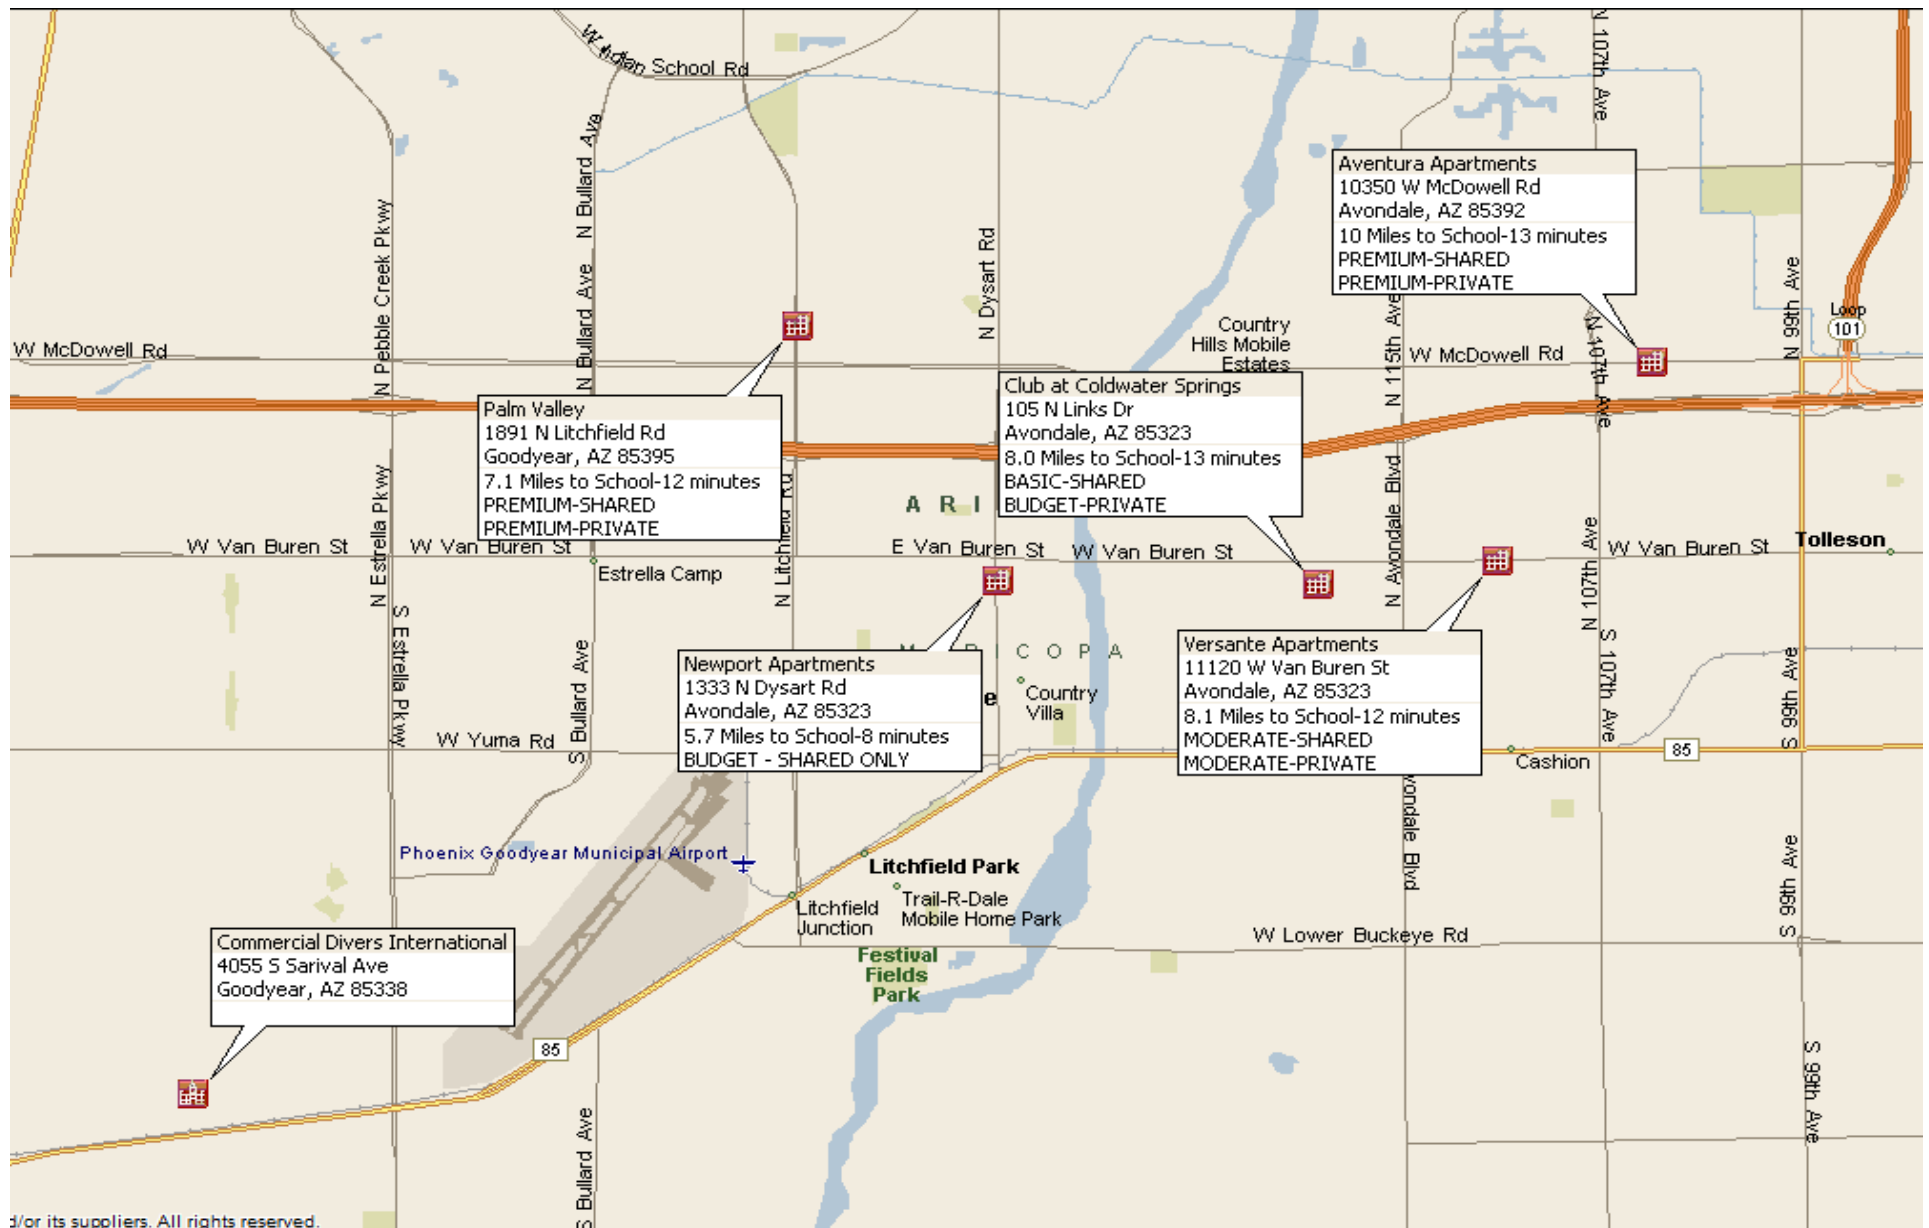 W Indian School Rd
N 107th Ave
N Bullard Ave
N Bullard Ave
N Bullard Ave
N Pebble Creek Pkwy
N Dysart Rd
Aventura Apartments
10350 W McDowell Rd
Avondale, AZ 85392
10 Miles to School-13 minutes
PREMIUM-SHARED
PREMIUM-PRIVATE
N 99th Ave
Loop
101
W McDowell Rd
Country
Hills Mobile
Estates
N 115th Ave
W McDowell Rd
N 107th Ave
Palm Valley
1891 N Litchfield Rd
Goodyear, AZ 85395
7.1 Miles to School-12 minutes
PREMIUM-SHARED
PREMIUM-PRIVATE
Club at Coldwater Springs
105 N Links Dr
Avondale, AZ 85323
8.0 Miles to School-13 minutes
BASIC-SHARED
BUDGET-PRIVATE
A R I
N Estrella Pkwy
N Litchfield Rd
N Avondale Blvd
N 107th Ave
W Van Buren St
W Van Buren St
E Van Buren St
W Van Buren St
W Van Buren St
Tolleson
Estrella Camp
S Estrella Pkwy
S Bullard Ave
S 107th Ave
M R I C O P A
Newport Apartments
1333 N Dysart Rd
Avondale, AZ 85323
5.7 Miles to School-8 minutes
BUDGET - SHARED ONLY
e
Country
Villa
Versante Apartments
11120 W Van Buren St
Avondale, AZ 85323
8.1 Miles to School-12 minutes
MODERATE-SHARED
MODERATE-PRIVATE
S 99th Ave
W Yuma Rd
85
Cashion
vondale Blvd
Phoenix Goodyear Municipal Airport
Litchfield Park
Trail-R-Dale
Mobile Home Park
Litchfield
Junction
S 99th Ave
W Lower Buckeye Rd
Festival
Fields
Park
Commercial Divers International
4055 S Sarival Ave
Goodyear, AZ 85338
85
S 99th Ave
S Bullard Ave
d/or its suppliers. All rights reserved.